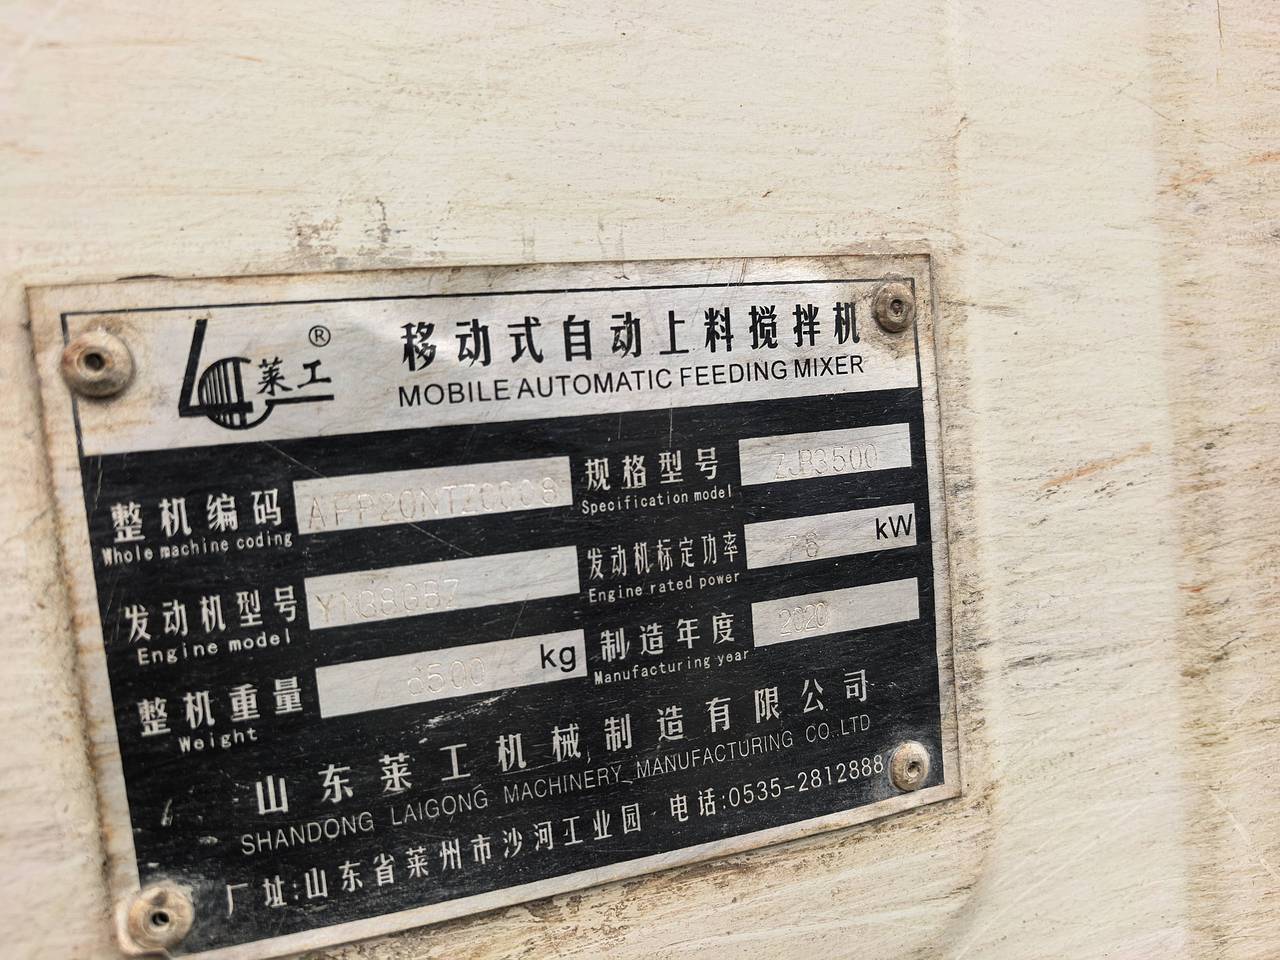 莱工 ®
移动式自动上料搅拌机
MOBILE AUTOMATIC FEEDING MIXER
整机编码
Whole machine coding
规格型号 ZJB3500
Specification model
发动机型号
Engine model
发动机标定功率 kW
Engine rated power
整机重量 6500 kg
Weight
制造年度 2020
Manufacturing year
山东莱工机械制造有限公司
SHANDONG LAIGONG MACHINERY MANUFACTURING CO.,LTD
厂址:山东省莱州市沙河工业园 电话:0535-2812888